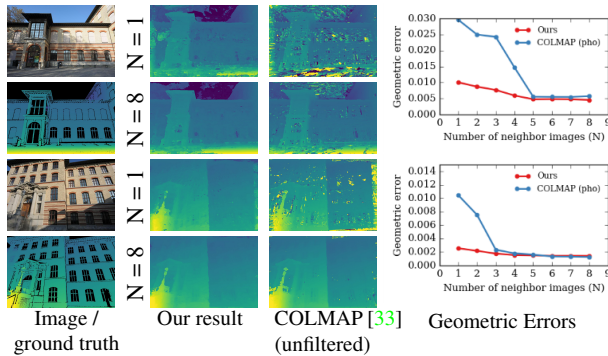 N = 1
N = 8
N = 1
N = 8
Image /
ground truth
Our result
COLMAP [33]
(unfiltered)
Geometric Errors
0.030
0.025
0.020
0.015
0.010
0.005
0.000
Geometric error
Ours
COLMAP (pho)
0 1 2 3 4 5 6 7 8 9
Number of neighbor images (N)
0.014
0.012
0.010
0.008
0.006
0.004
0.002
0.000
Geometric error
Ours
COLMAP (pho)
0 1 2 3 4 5 6 7 8 9
Number of neighbor images (N)